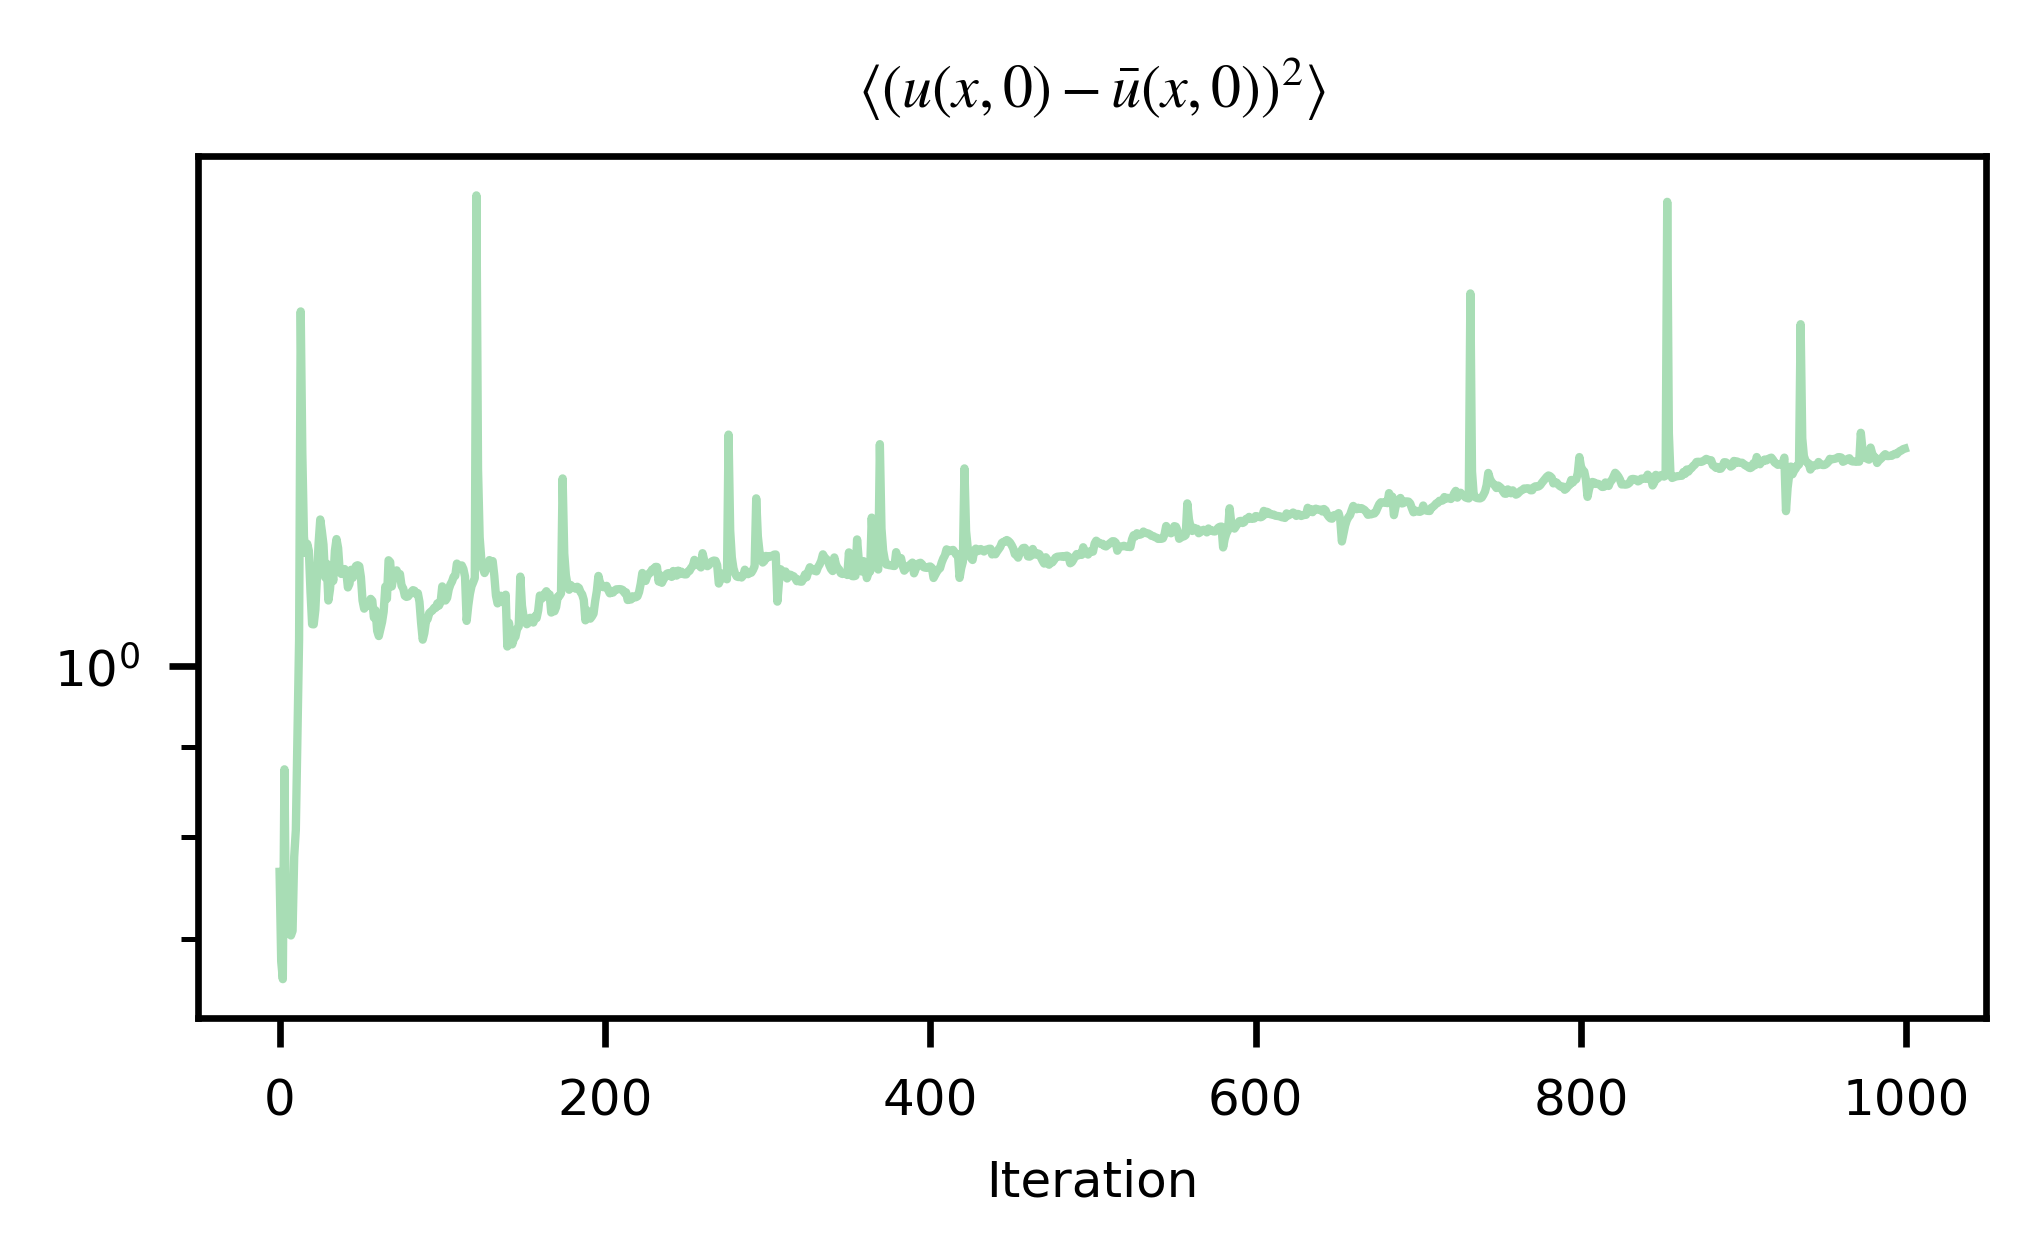 ⟨(u(x, 0) − ū(x, 0))²⟩
10⁰
0 200 400 600 800 1000
Iteration